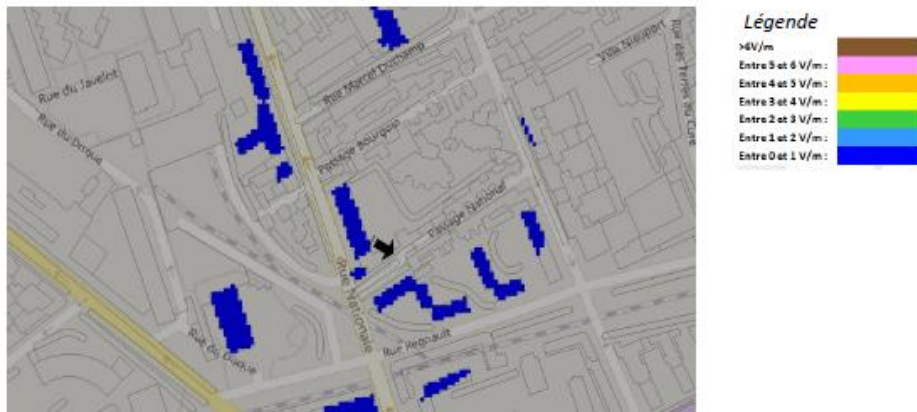 Légende
>6V/m
Entre 5 et 6 V/m :
Entre 4 et 5 V/m :
Entre 3 et 4 V/m :
Entre 2 et 3 V/m :
Entre 1 et 2 V/m :
Entre 0 et 1 V/m :
Villa Nieuport
Rue des Terres au Curé
Rue Marcel Duchamp
Rue du Javelot
Rue du Disque
Passage Bourgoin
Passage National
Rue Nationale
Rue Regnault
Rue du Disque